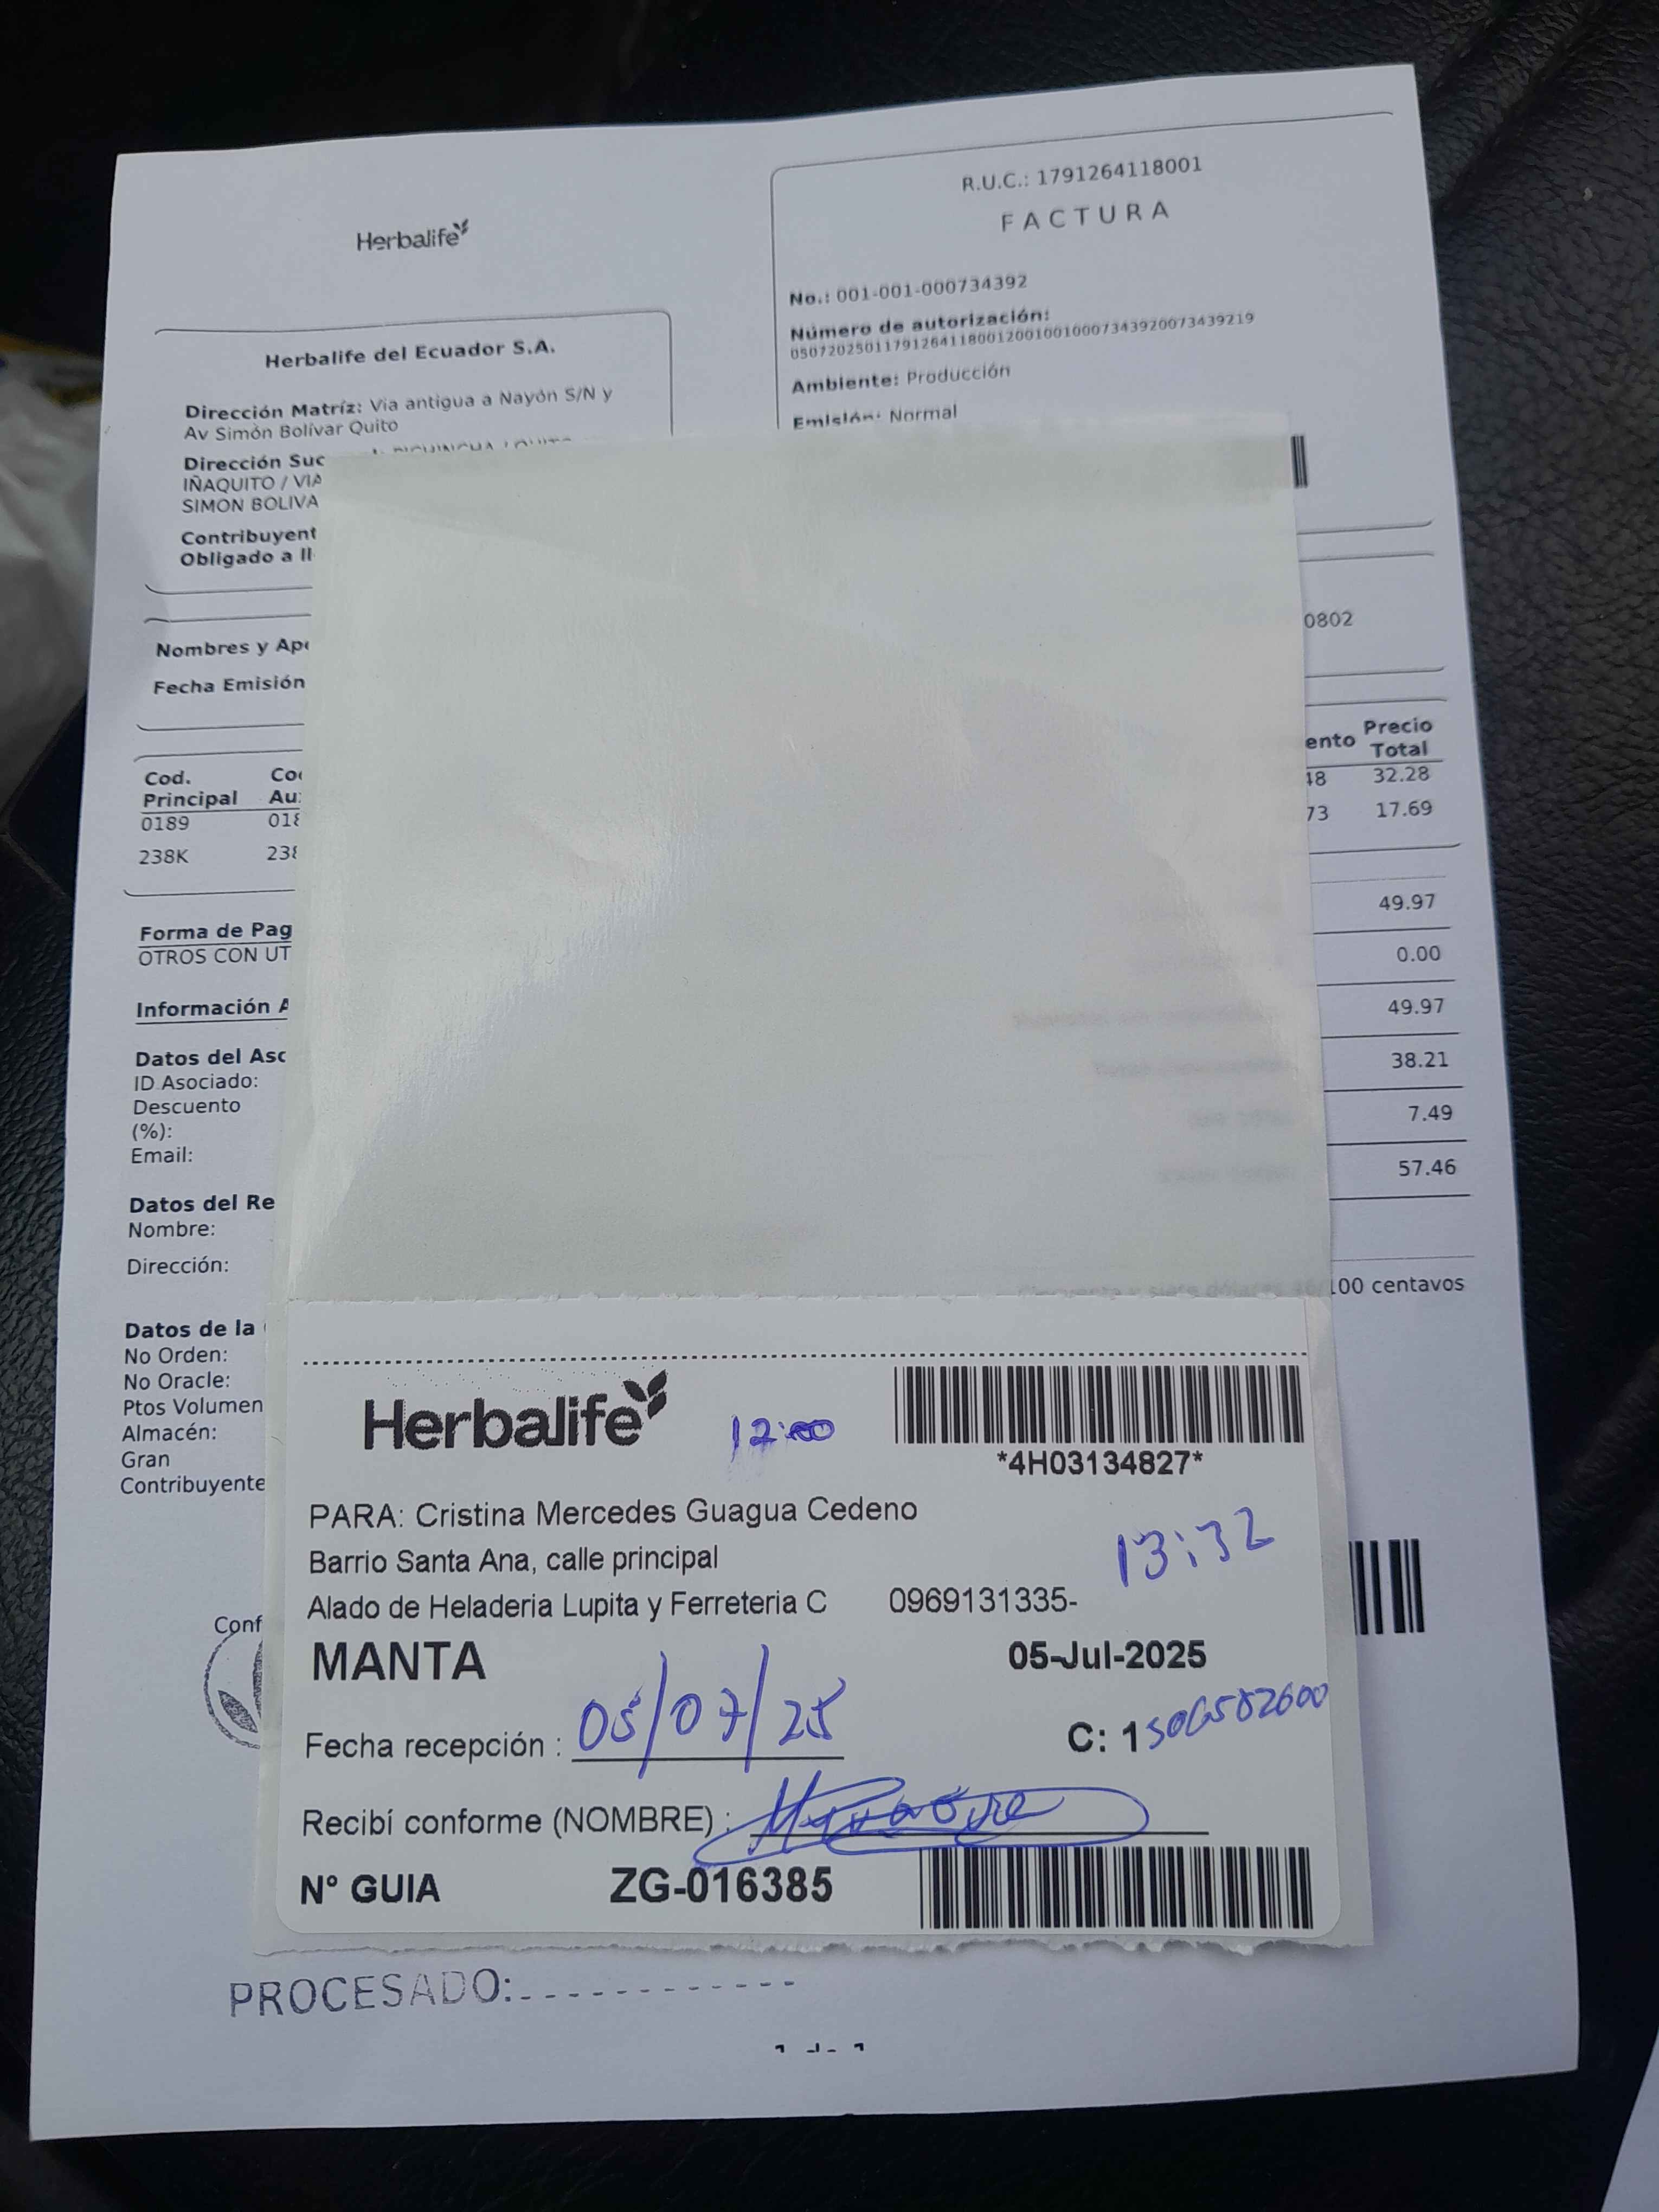 Herbalife
R.U.C.: 1791264118001
FACTURA
No.: 001-001-000734392
Número de autorización:
0507202501179126411800120010010007343920073439219
Ambiente: Producción
Emisión: Normal
Herbalife del Ecuador S.A.
Dirección Matríz: Via antigua a Nayón S/N y
Av Simón Bolívar Quito
Dirección Suc
IÑAQUITO / VIA
SIMON BOLIVA
Contribuyent
Obligado a ll
0802
Nombres y Ap
Fecha Emisión
Cod. Principal
Co
Au
ento
Precio Total
0189 018 48 32.28
238K 238 73 17.69
49.97
Forma de Pag
OTROS CON UT
0.00
Información A
49.97
Datos del Asc
38.21
ID Asociado:
Descuento
(%):
7.49
Email:
57.46
Datos del Re
Nombre:
Dirección:
/100 centavos
Datos de la
No Orden:
No Oracle:
Ptos Volumen
Almacén:
Gran
Contribuyente
Conf
Herbalife
12:00
*4H03134827*
PARA: Cristina Mercedes Guagua Cedeno
13:32
Barrio Santa Ana, calle principal
Alado de Heladeria Lupita y Ferreteria C 0969131335-
MANTA 05-Jul-2025
Fecha recepción : 05/07/25
C: 1
Recibí conforme (NOMBRE) :
N° GUIA ZG-016385
PROCESADO:------------